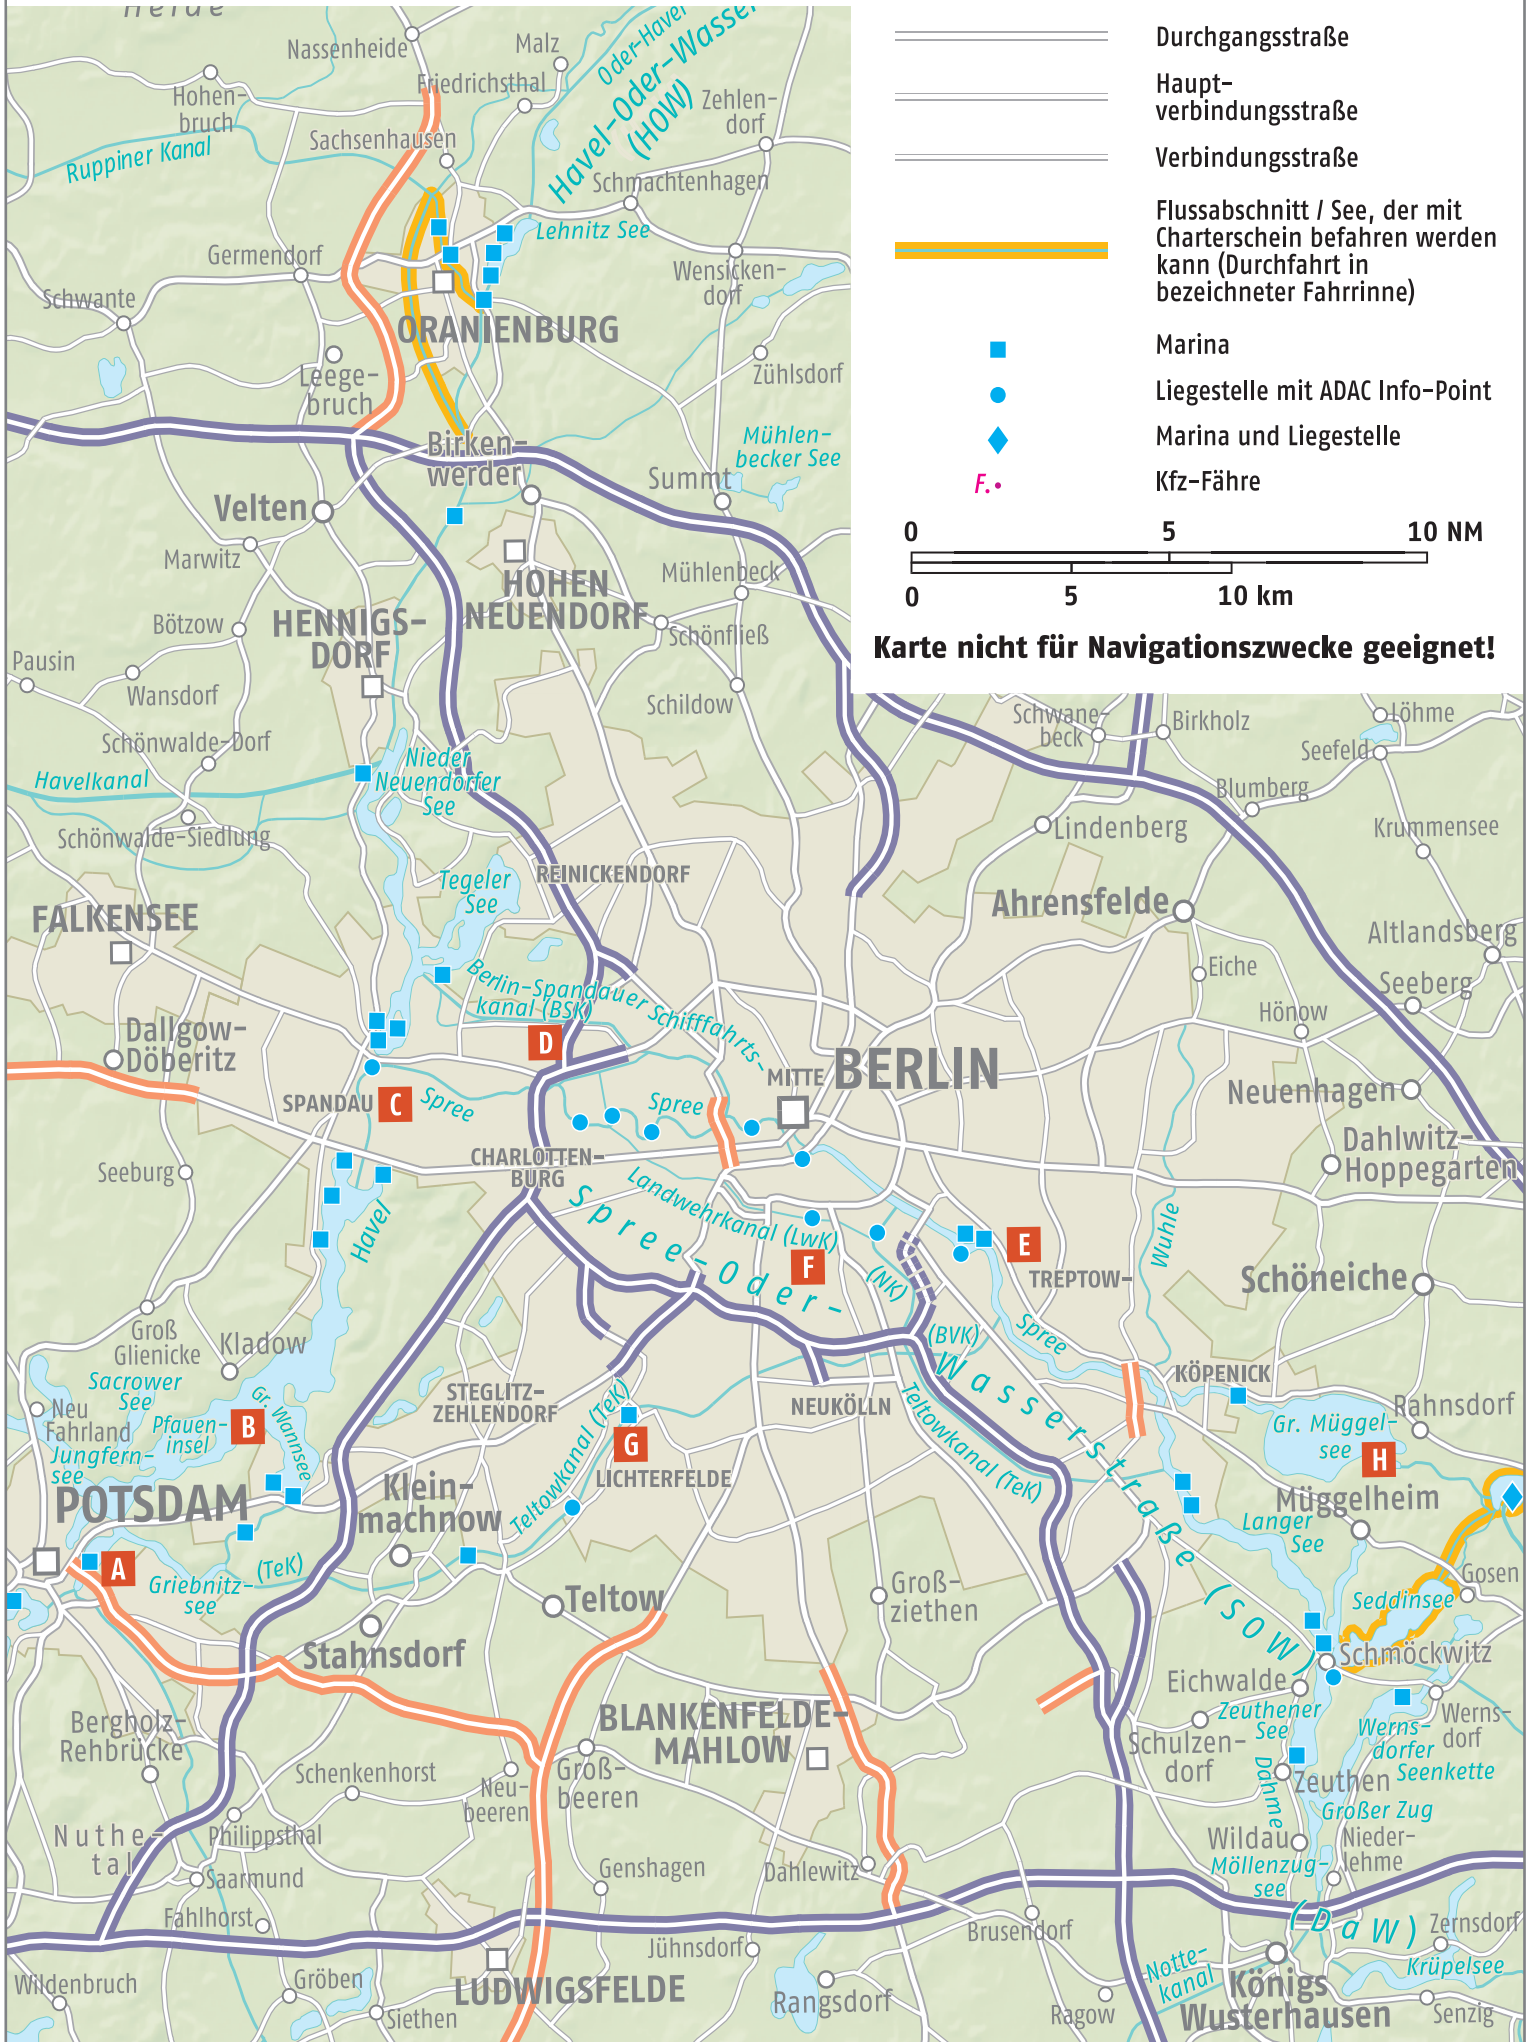 Heide
Nassenheide
Malz
Oder-Havel
Havel-Oder-Wasser
(HOW)
Friedrichsthal
Hohen-
bruch
Zehlen-
dorf
Sachsenhausen
Ruppiner Kanal
Schmachtenhagen
Lehnitz See
Germendorf
Wensicken-
dorf
Schwante
ORANIENBURG
Leege-
bruch
Zühlsdorf
Birken-
werder
Mühlen-
becker See
Summt
Velten
Marwitz
HOHEN
NEUENDORF
Mühlenbeck
Bötzow
HENNIGS-
DORF
Schönfließ
Pausin
Wansdorf
Schildow
Durchgangsstraße
Haupt-
verbindungsstraße
Verbindungsstraße
Flussabschnitt / See, der mit
Charterschein befahren werden
kann (Durchfahrt in
bezeichneter Fahrrinne)
Marina
Liegestelle mit ADAC Info-Point
Marina und Liegestelle
F.
Kfz-Fähre
0 5 10 NM
0 5 10 km
Karte nicht für Navigationszwecke geeignet!
Schwane-
beck
Birkholz
Löhme
Seefeld
Schönwalde-Dorf
Havelkanal
Nieder
Neuendorfer
See
Blumberg
Schönwalde-Siedlung
Lindenberg
Krummensee
Tegeler
See
REINICKENDORF
FALKENSEE
Ahrensfelde
Altlandsberg
Eiche
Seeberg
Hönow
Berlin-Spandauer Schifffahrts-
kanal (BSK)
Dallgow-
Döberitz
D
MITTE
BERLIN
SPANDAU
C
Spree
Spree
Neuenhagen
Dahlwitz-
Hoppegarten
Seeburg
CHARLOTTEN-
BURG
Landwehrkanal (LwK)
Havel
Spree-Oder-
Wasserstraße (SOW)
F
E
Wuhle
TREPTOW-
(NK)
Schöneiche
(BVK)
Spree
Groß
Glienicke
Kladow
Sacrower
See
Neu
Fahrland
Pfauen-
insel
B
Gr. Wannsee
Jungfern-
see
STEGLITZ-
ZEHLENDORF
NEUKÖLLN
KÖPENICK
Rahnsdorf
Gr. Müggel-
see
H
Teltowkanal (TeK)
G
LICHTERFELDE
Teltowkanal (TeK)
POTSDAM
Klein-
machnow
Müggelheim
Langer
See
A
Griebnitz-
see
(TeK)
Teltow
Groß-
ziethen
Gosen
Seddinsee
Stahnsdorf
Schmöckwitz
Eichwalde
Zeuthener
See
Werns-
dorf
Werns-
dorfer
Seenkette
Bergholz-
Rehbrücke
BLANKENFELDE-
MAHLOW
Schulzen-
dorf
Schenkenhorst
Neu-
beeren
Groß-
beeren
Dahme
Zeuthen
Großer Zug
Nuthe-
tal
Philippsthal
Wildau
Nieder-
lehme
Saarmund
Genshagen
Dahlewitz
Möllenzug-
see
Fahlhorst
Jühnsdorf
Brusendorf
(DaW)
Zernsdorf
Wildenbruch
Gröben
LUDWIGSFELDE
Rangsdorf
Notte-
kanal
Königs
Wusterhausen
Krüpelsee
Siethen
Ragow
Senzig